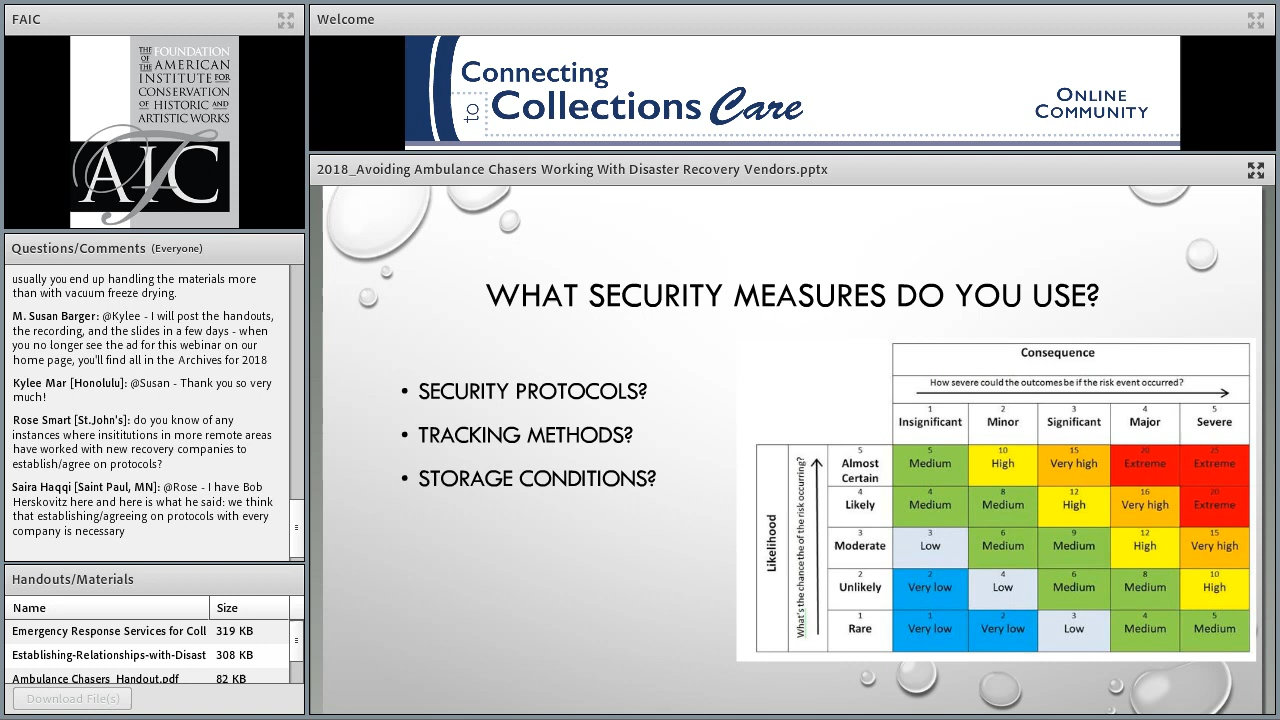 FAIC
THE FOUNDATION
OF THE AMERICAN
INSTITUTE FOR
CONSERVATION
OF HISTORIC AND
ARTISTIC WORKS
AIC
Welcome
Connecting
to Collections Care
ONLINE
COMMUNITY
Questions/Comments (Everyone)
usually you end up handling the materials more
than with vacuum freeze drying.
M. Susan Barger: @Kylee - I will post the handouts,
the recording, and the slides in a few days - when
you no longer see the ad for this webinar on our
home page, you'll find all in the Archives for 2018
Kylee Mar [Honolulu]: @Susan - Thank you so very
much!
Rose Smart [St.John's]: do you know of any
instances where insititutions in more remote areas
have worked with new recovery companies to
establish/agree on protocols?
Saira Haqqi [Saint Paul, MN]: @Rose - I have Bob
Herskovitz here and here is what he said: we think
that establishing/agreeing on protocols with every
company is necessary
Handouts/Materials
Name Size
Emergency Response Services for Coll 319 KB
Establishing-Relationships-with-Disast 308 KB
Ambulance Chasers_Handout.pdf 82 KB
Download File(s)
2018_Avoiding Ambulance Chasers Working With Disaster Recovery Vendors.pptx
WHAT SECURITY MEASURES DO YOU USE?
• SECURITY PROTOCOLS?
• TRACKING METHODS?
• STORAGE CONDITIONS?
Consequence
How severe could the outcomes be if the risk event occurred?
1 2 3 4 5
Insignificant Minor Significant Major Severe
Likelihood
What's the chance the of the risk occurring?
5 5 10 15 20 25
Almost Certain Medium High Very high Extreme Extreme
4 4 8 12 16 20
Likely Medium Medium High Very high Extreme
3 3 6 9 12 15
Moderate Low Medium Medium High Very high
2 2 4 6 8 10
Unlikely Very low Low Medium Medium High
1 1 2 3 4 5
Rare Very low Very low Low Medium Medium